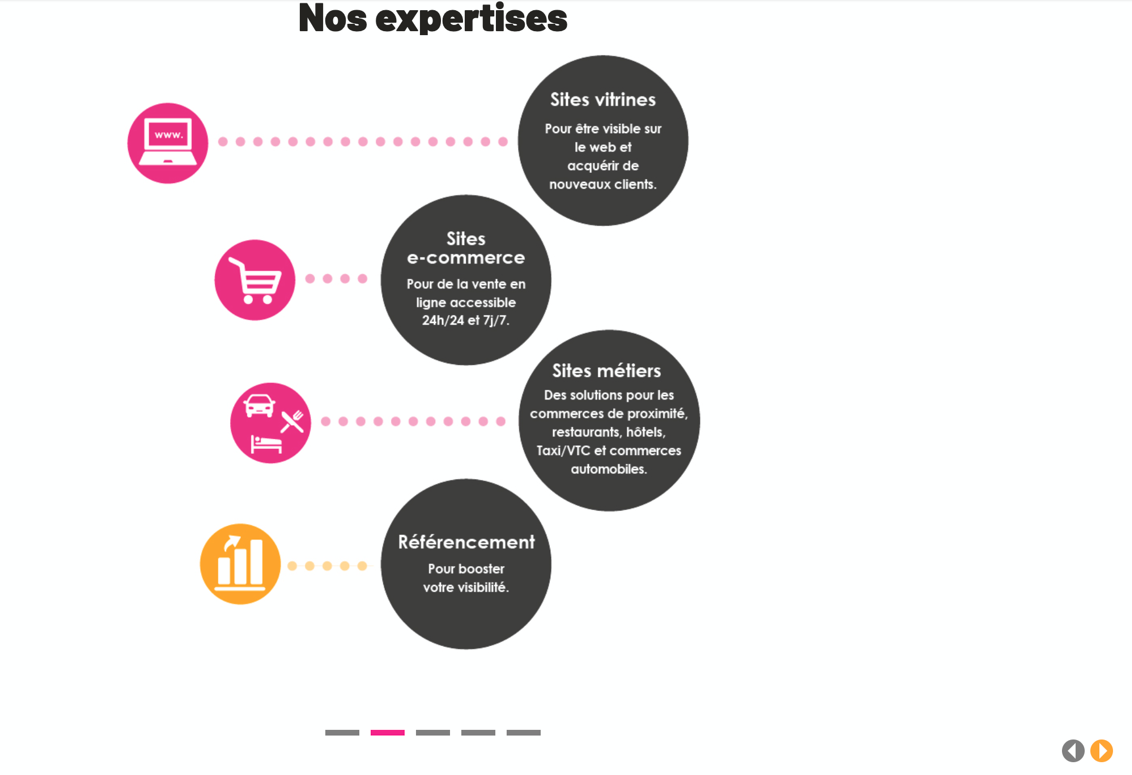 Nos expertises
www.
Sites vitrines
Pour être visible sur
le web et
acquérir de
nouveaux clients.
Sites
e-commerce
Pour de la vente en
ligne accessible
24h/24 et 7j/7.
Sites métiers
Des solutions pour les
commerces de proximité,
restaurants, hôtels,
Taxi/VTC et commerces
automobiles.
Référencement
Pour booster
votre visibilité.